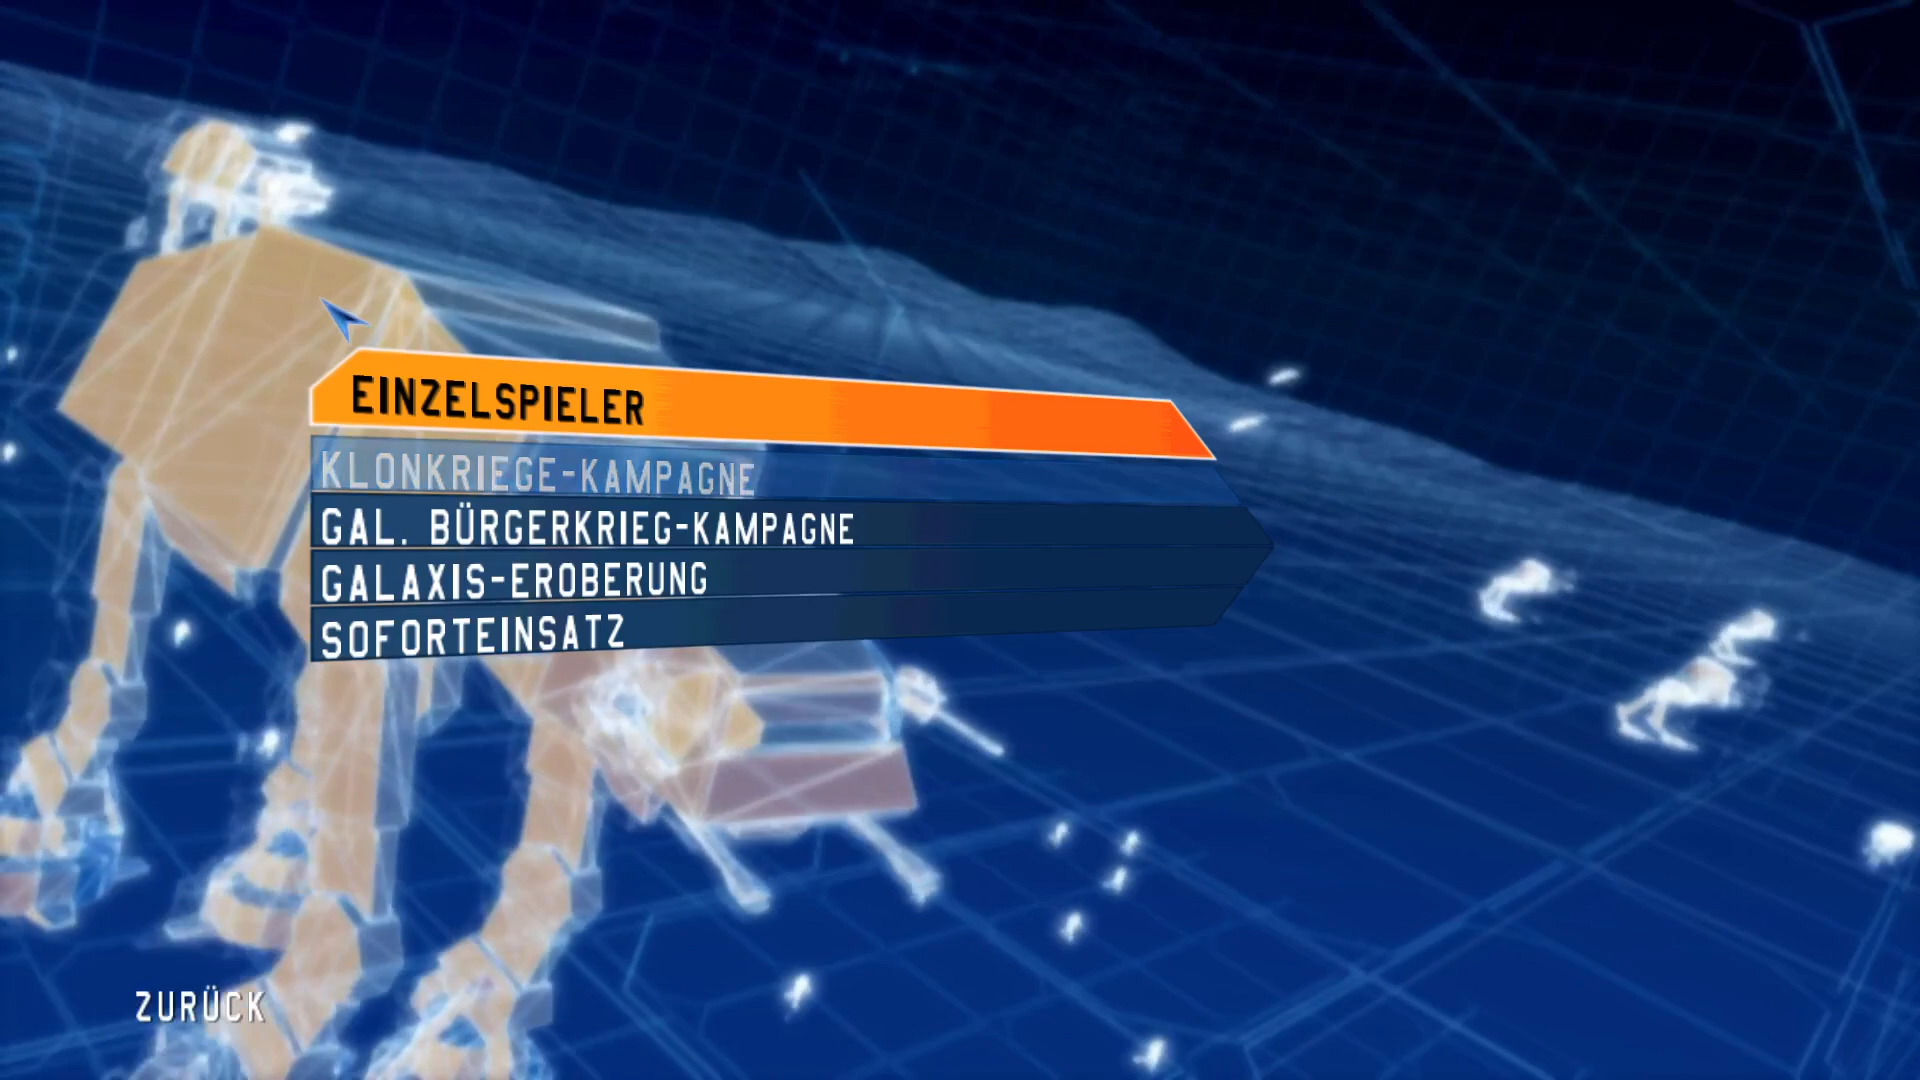 EINZELSPIELER
KLONKRIEGE-KAMPAGNE
GAL. BÜRGERKRIEG-KAMPAGNE
GALAXIS-EROBERUNG
SOFORTEINSATZ
ZURÜCK